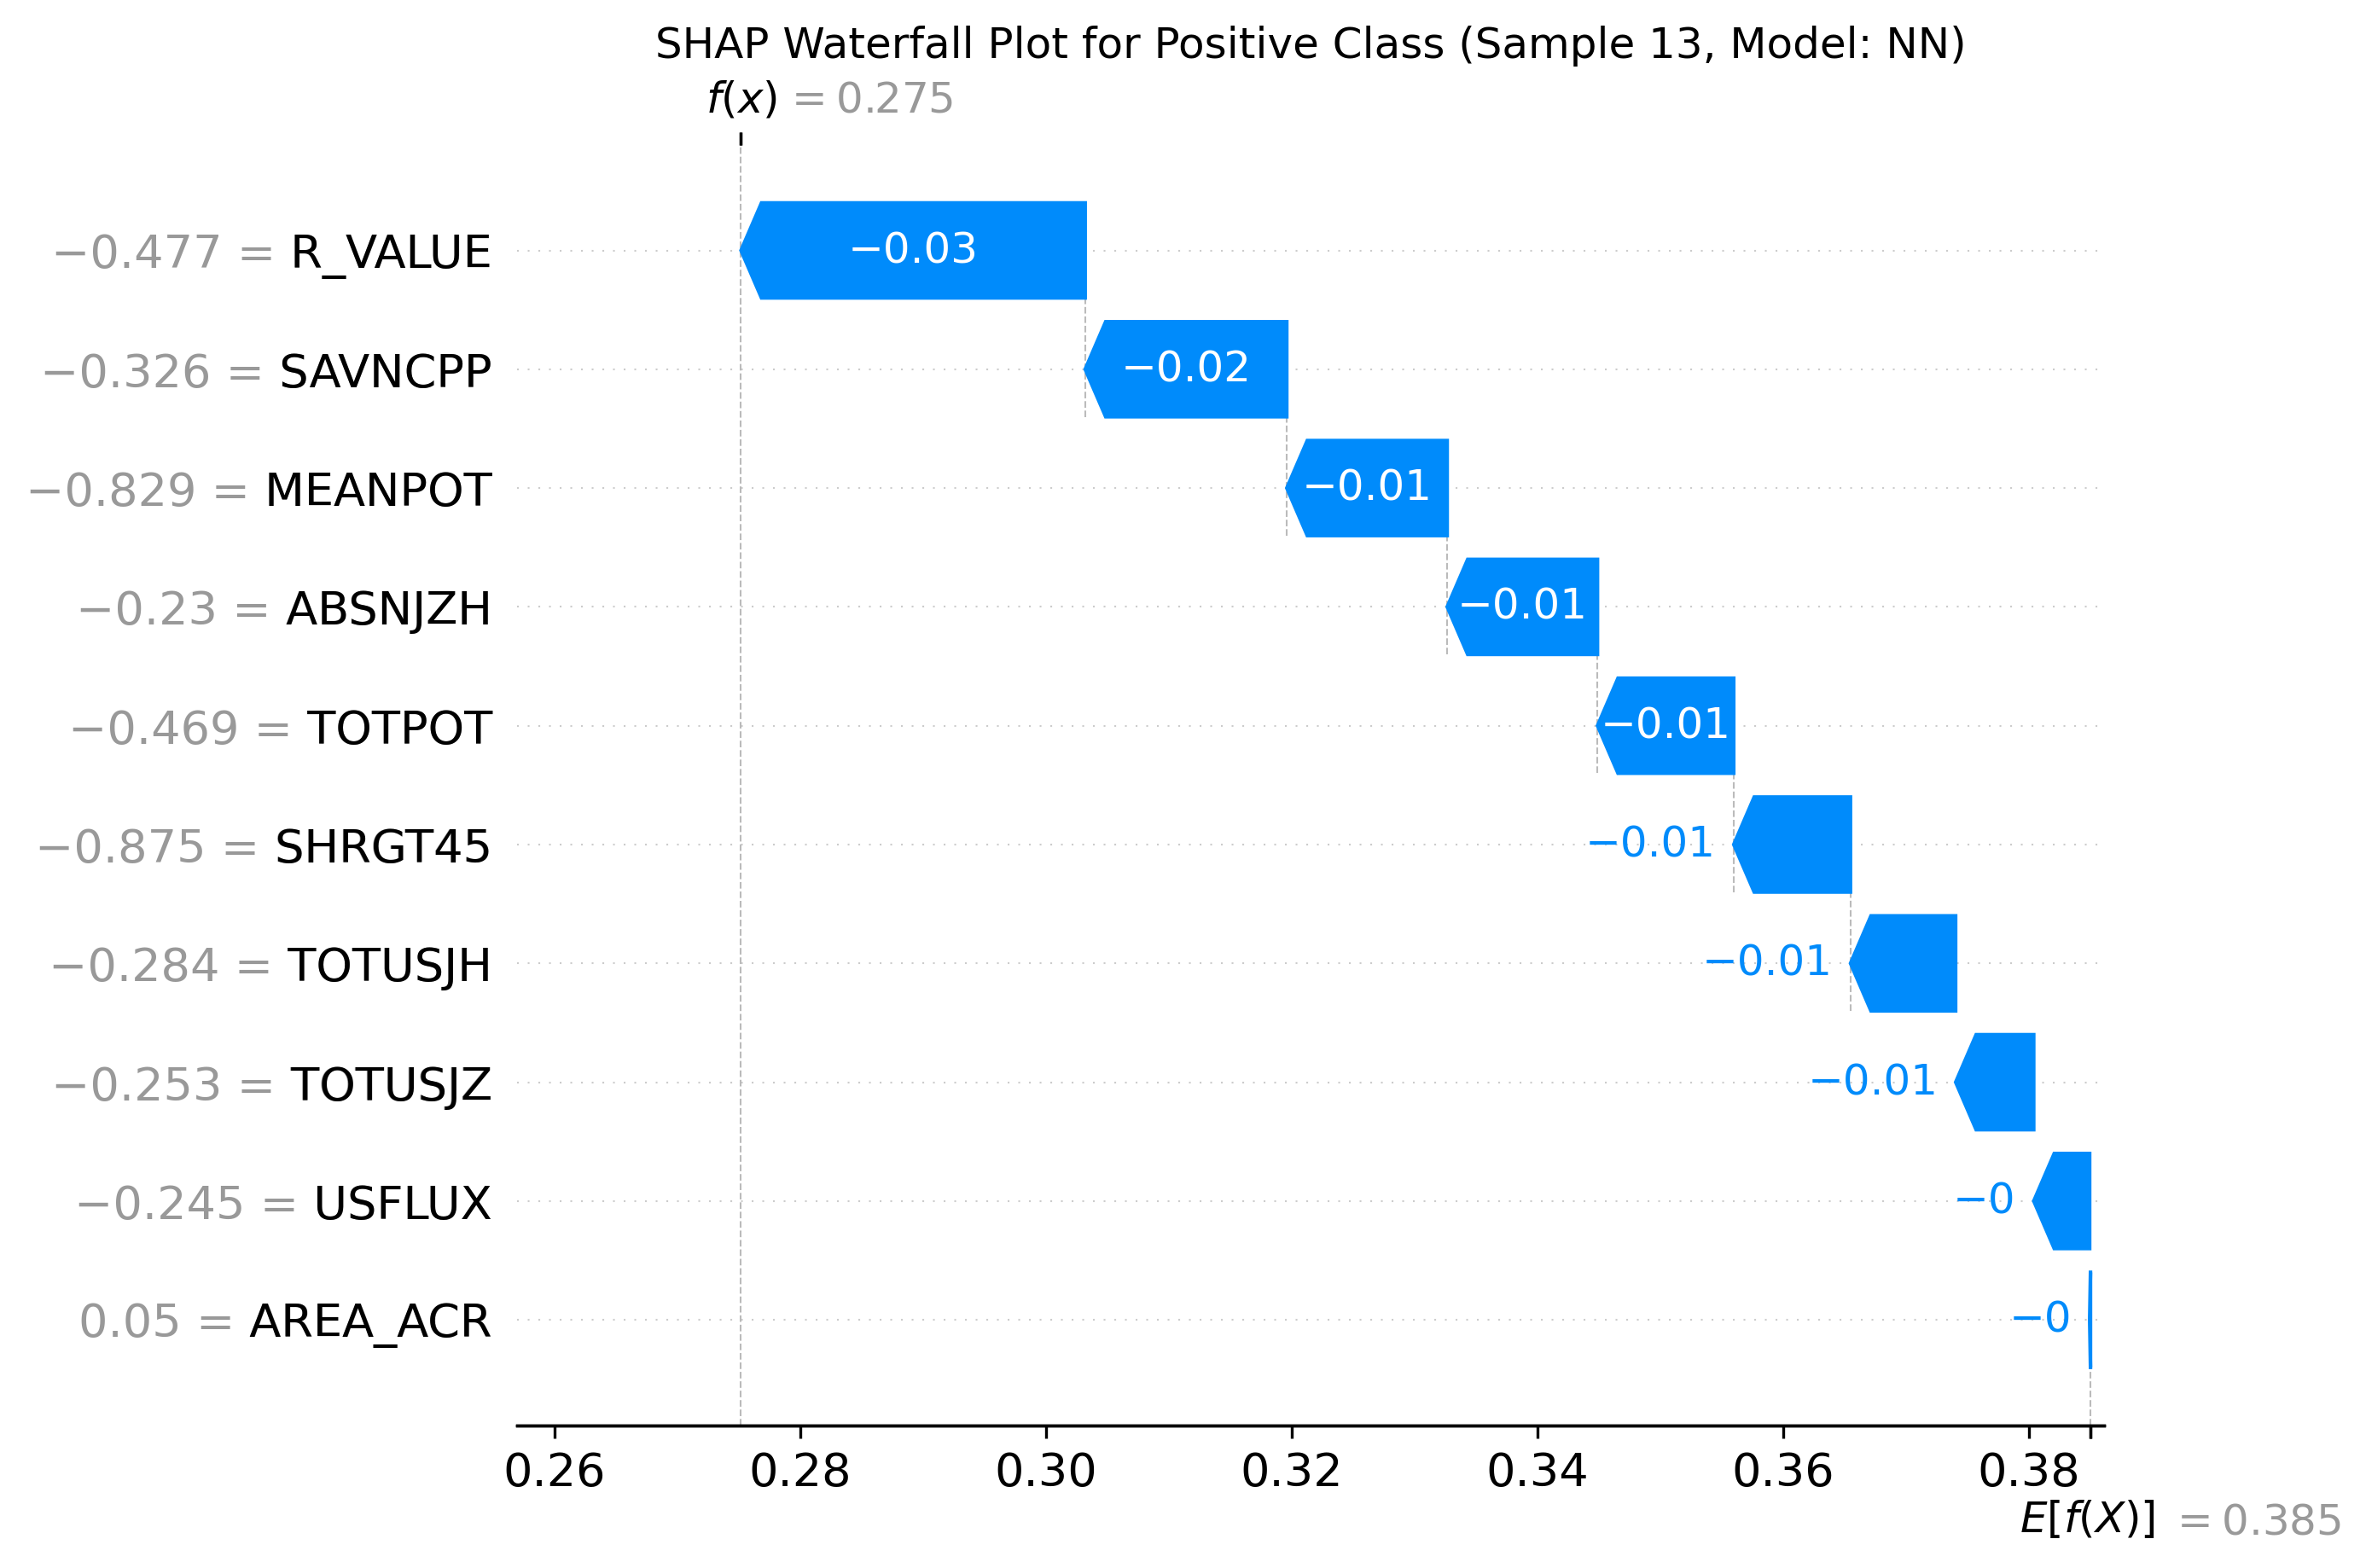 SHAP Waterfall Plot for Positive Class (Sample 13, Model: NN)
f(x) = 0.275
−0.477 = R_VALUE −0.03
−0.326 = SAVNCPP −0.02
−0.829 = MEANPOT −0.01
−0.23 = ABSNJZH −0.01
−0.469 = TOTPOT −0.01
−0.875 = SHRGT45 −0.01
−0.284 = TOTUSJH −0.01
−0.253 = TOTUSJZ −0.01
−0.245 = USFLUX −0
0.05 = AREA_ACR −0
0.26 0.28 0.30 0.32 0.34 0.36 0.38
E[f(X)] = 0.385